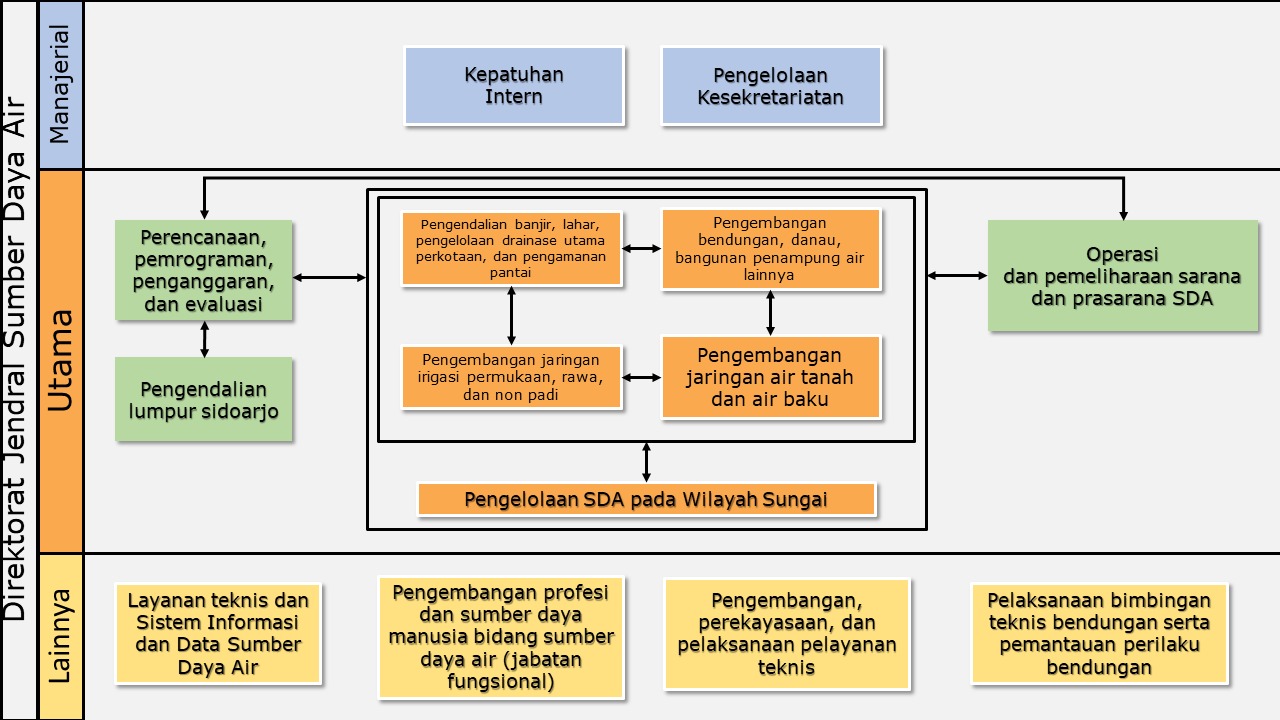 Direktorat Jendral Sumber Daya Air
Manajerial
Kepatuhan
Intern
Pengelolaan
Kesekretariatan
Utama
Perencanaan,
pemrograman,
penganggaran,
dan evaluasi
Pengendalian
lumpur sidoarjo
Pengendalian banjir, lahar,
pengelolaan drainase utama
perkotaan, dan pengamanan
pantai
Pengembangan
bendungan, danau,
bangunan penampung air
lainnya
Pengembangan jaringan
irigasi permukaan, rawa,
dan non padi
Pengembangan
jaringan air tanah
dan air baku
Pengelolaan SDA pada Wilayah Sungai
Operasi
dan pemeliharaan sarana
dan prasarana SDA
Lainnya
Layanan teknis dan
Sistem Informasi
dan Data Sumber
Daya Air
Pengembangan profesi
dan sumber daya
manusia bidang sumber
daya air (jabatan
fungsional)
Pengembangan,
perekayasaan, dan
pelaksanaan pelayanan
teknis
Pelaksanaan bimbingan
teknis bendungan serta
pemantauan perilaku
bendungan